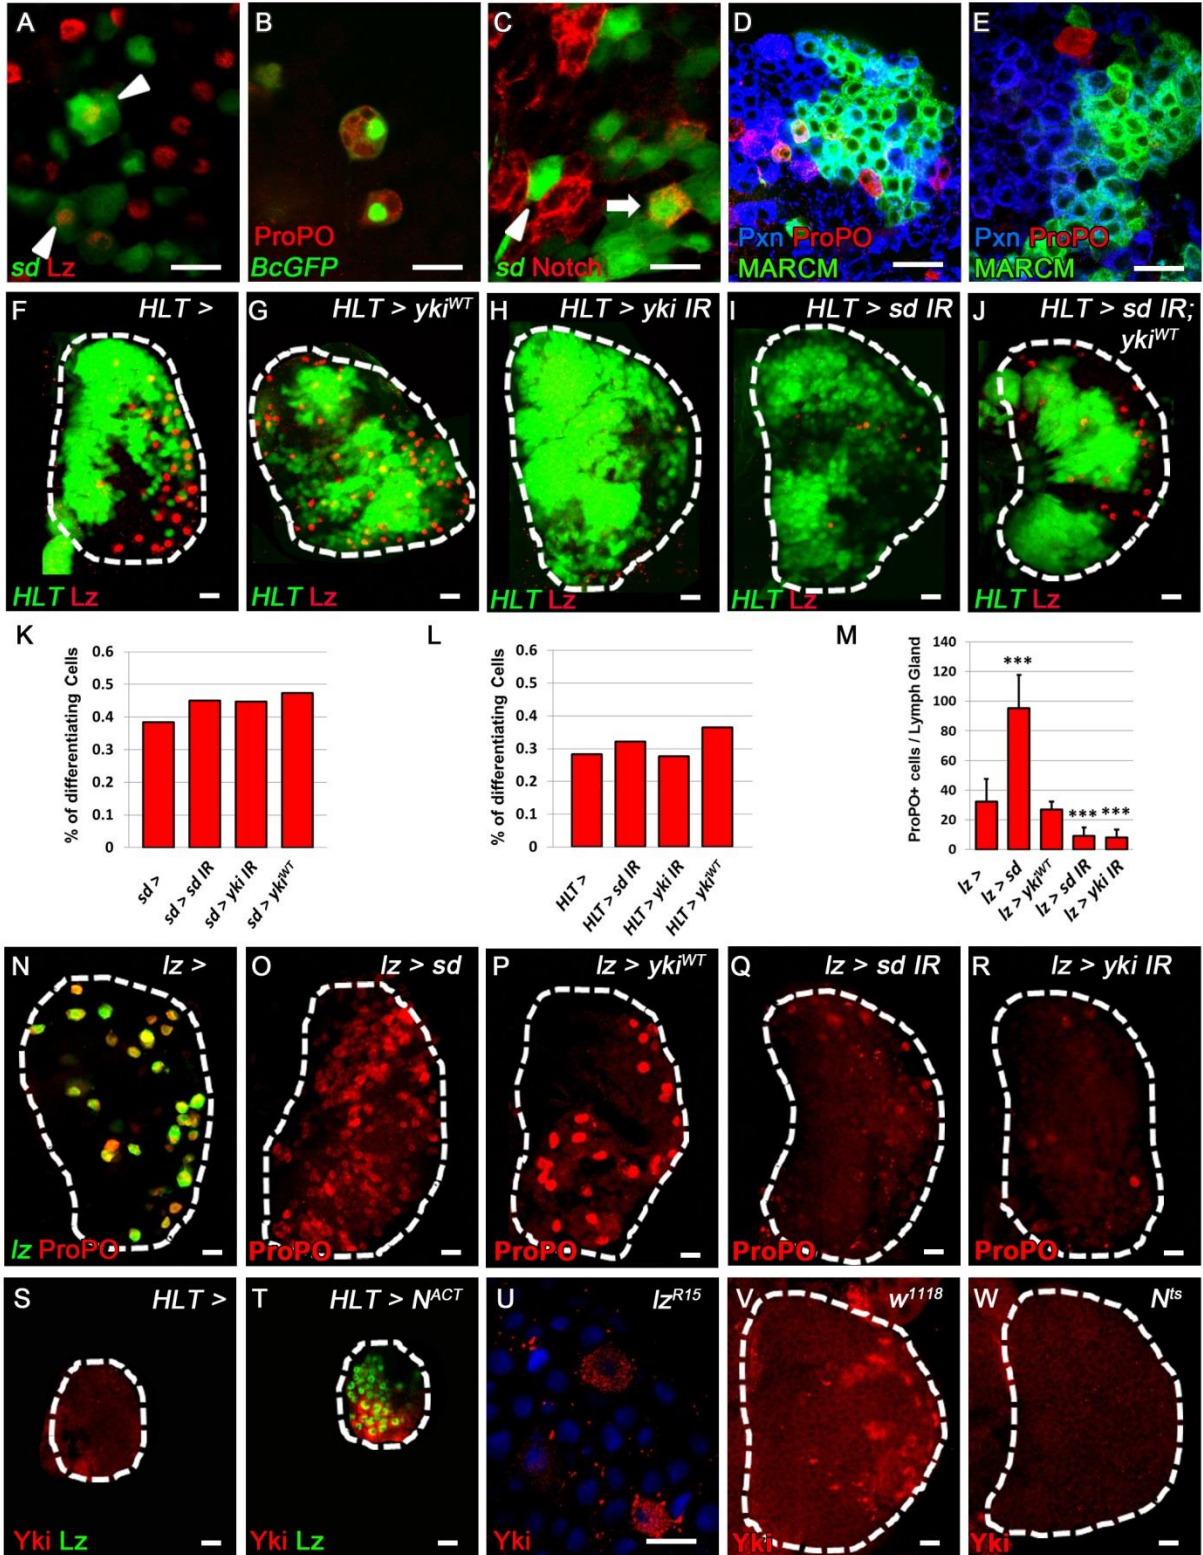 A
sd Lz
B
ProPO
BcGFP
C
sd Notch
D
Pxn ProPO
MARCM
E
Pxn ProPO
MARCM
F
HLT >
HLT Lz
G
HLT > yki^WT
HLT Lz
H
HLT > yki IR
HLT Lz
I
HLT > sd IR
HLT Lz
J
HLT > sd IR;
yki^WT
HLT Lz
K
% of differentiating Cells
0.6
0.5
0.4
0.3
0.2
0.1
0
sd >
sd > sd IR
sd > yki IR
sd > yki^WT
L
% of differentiating Cells
0.6
0.5
0.4
0.3
0.2
0.1
0
HLT >
HLT > sd IR
HLT > yki IR
HLT > yki^WT
M
ProPO+ cells / Lymph Gland
140
120
100
80
60
40
20
0
***
***
***
lz >
lz > sd
lz > yki^WT
lz > sd IR
lz > yki IR
N
lz >
lz ProPO
O
lz > sd
ProPO
P
lz > yki^WT
ProPO
Q
lz > sd IR
ProPO
R
lz > yki IR
ProPO
S
HLT >
Yki Lz
T
HLT > N^ACT
Yki Lz
U
lz^R15
Yki
V
w^1118
Yki
W
N^ts
Yki